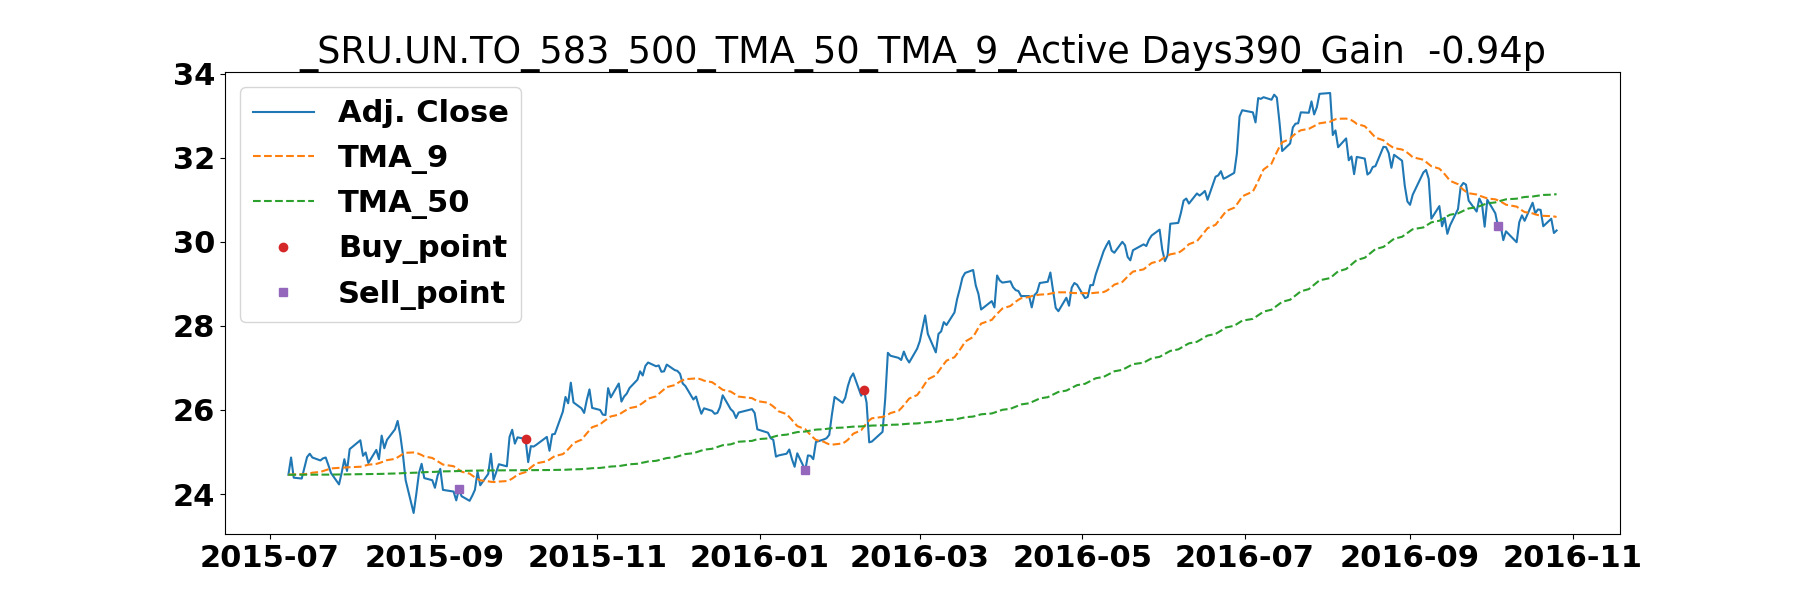 _SRU.UN.TO_583_500_TMA_50_TMA_9_Active Days390_Gain  -0.94p
34
32
30
28
26
24
Adj. Close
TMA_9
TMA_50
Buy_point
Sell_point
2015-07 2015-09 2015-11 2016-01 2016-03 2016-05 2016-07 2016-09 2016-11